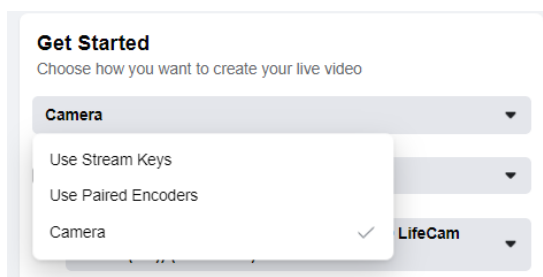 Get Started
Choose how you want to create your live video
Camera
Use Stream Keys
Use Paired Encoders
Camera
LifeCam